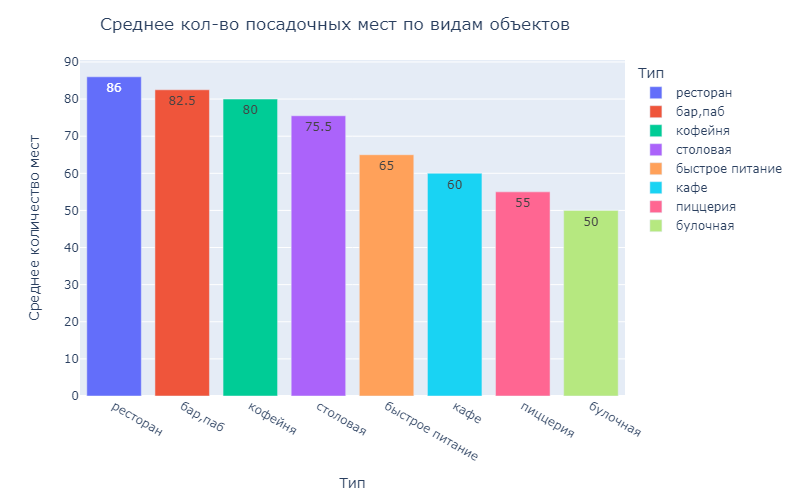 Среднее кол-во посадочных мест по видам объектов
Среднее количество мест
90
80
70
60
50
40
30
20
10
0
86
82.5
80
75.5
65
60
55
50
ресторан
бар,паб
кофейня
столовая
быстрое питание
кафе
пиццерия
булочная
Тип
Тип
ресторан
бар,паб
кофейня
столовая
быстрое питание
кафе
пиццерия
булочная